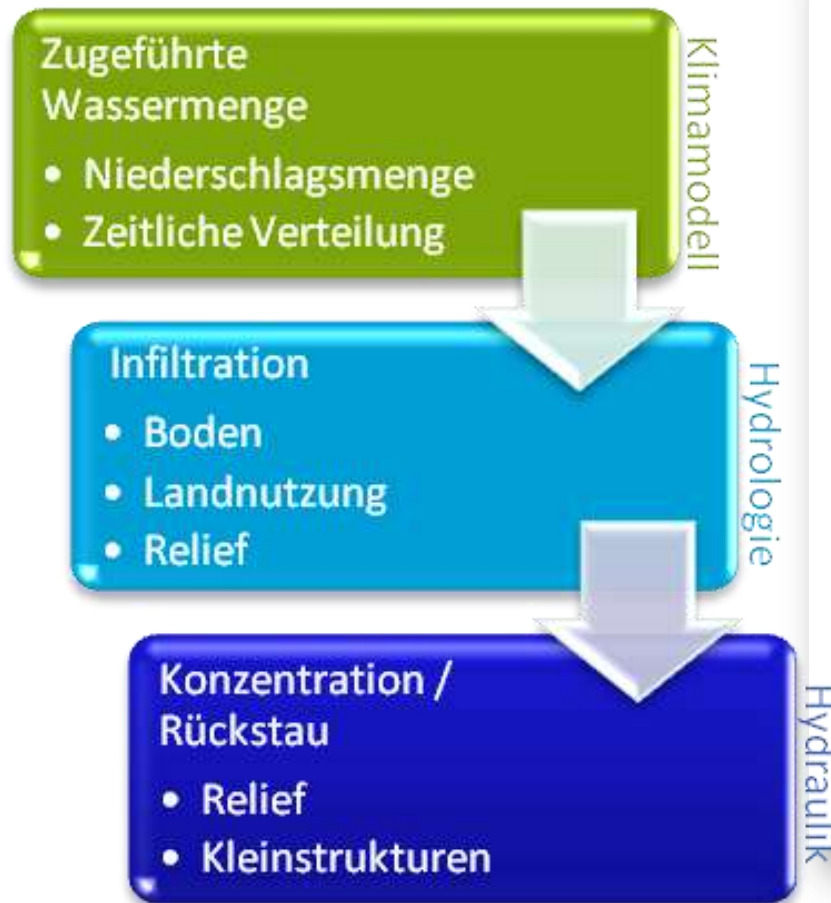 Zugeführte
Wassermenge
• Niederschlagsmenge
• Zeitliche Verteilung
Klimamodell
Infiltration
• Boden
• Landnutzung
• Relief
Hydrologie
Konzentration /
Rückstau
• Relief
• Kleinstrukturen
Hydraulik